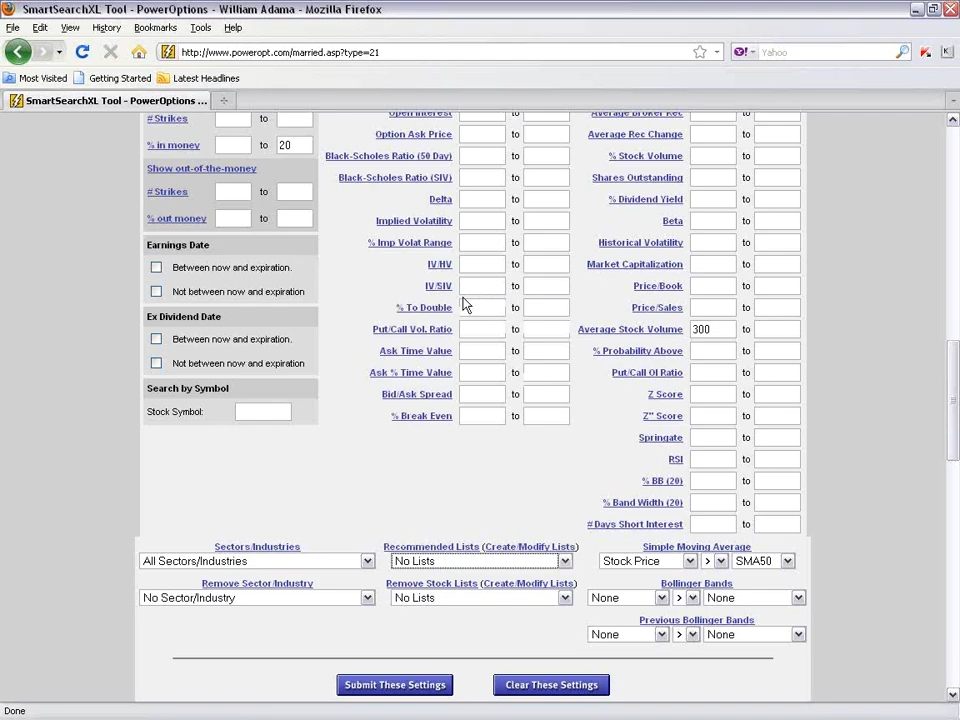 SmartSearchXL Tool - PowerOptions - William Adama - Mozilla Firefox
File Edit View History Bookmarks Tools Help
http://www.poweropt.com/married.asp?type=21
Yahoo
Most Visited Getting Started Latest Headlines
SmartSearchXL Tool - PowerOptions ...
# Strikes to
% in money to 20
Show out-of-the-money
# Strikes to
% out money to
Earnings Date
Between now and expiration.
Not between now and expiration
Ex Dividend Date
Between now and expiration.
Not between now and expiration
Search by Symbol
Stock Symbol:
Open Interest to
Option Ask Price to
Black-Scholes Ratio (50 Day) to
Black-Scholes Ratio (SIV) to
Delta to
Implied Volatility to
% Imp Volat Range to
IV/HV to
IV/SIV to
% To Double to
Put/Call Vol. Ratio to
Ask Time Value to
Ask % Time Value to
Bid/Ask Spread to
% Break Even to
Average Broker Rec to
Average Rec Change to
% Stock Volume to
Shares Outstanding to
% Dividend Yield to
Beta to
Historical Volatility to
Market Capitalization to
Price/Book to
Price/Sales to
Average Stock Volume 300 to
% Probability Above to
Put/Call OI Ratio to
Z Score to
Z" Score to
Springate to
RSI to
% BB (20) to
% Band Width (20) to
# Days Short Interest to
Sectors/Industries
All Sectors/Industries
Remove Sector/Industry
No Sector/Industry
Recommended Lists (Create/Modify Lists)
No Lists
Remove Stock Lists (Create/Modify Lists)
No Lists
Simple Moving Average
Stock Price > SMA50
Bollinger Bands
None > None
Previous Bollinger Bands
None > None
Submit These Settings Clear These Settings
Done